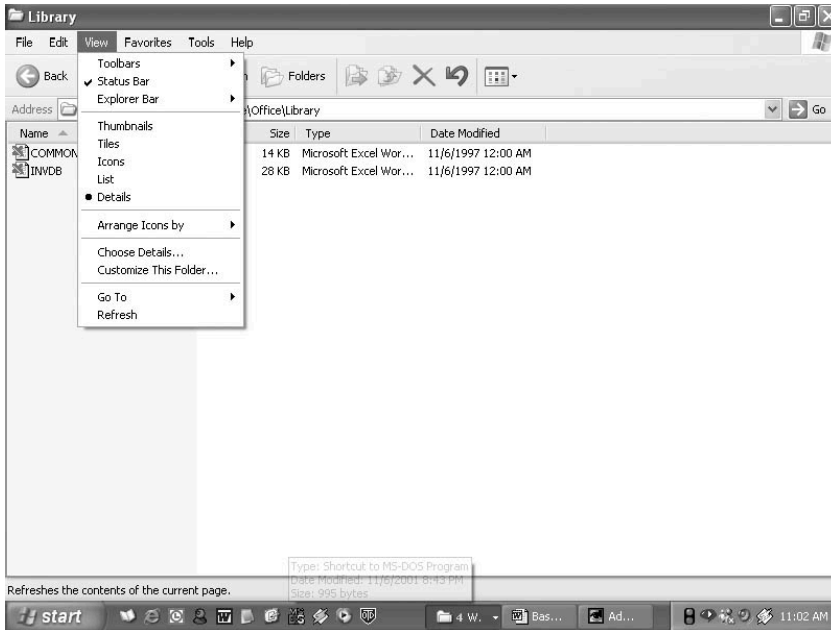 Library
File Edit View Favorites Tools Help
Back Folders
Toolbars
Status Bar
Explorer Bar
Thumbnails
Tiles
Icons
List
Details
Arrange Icons by
Choose Details...
Customize This Folder...
Go To
Refresh
Address \Office\Library Go
Name Size Type Date Modified
COMMON 14 KB Microsoft Excel Wor... 11/6/1997 12:00 AM
INVDB 28 KB Microsoft Excel Wor... 11/6/1997 12:00 AM
Type: Shortcut to MS-DOS Program
Date Modified: 11/6/2001 8:43 PM
Size: 995 bytes
Refreshes the contents of the current page.
start 4 W. Bas... Ad... 11:02 AM